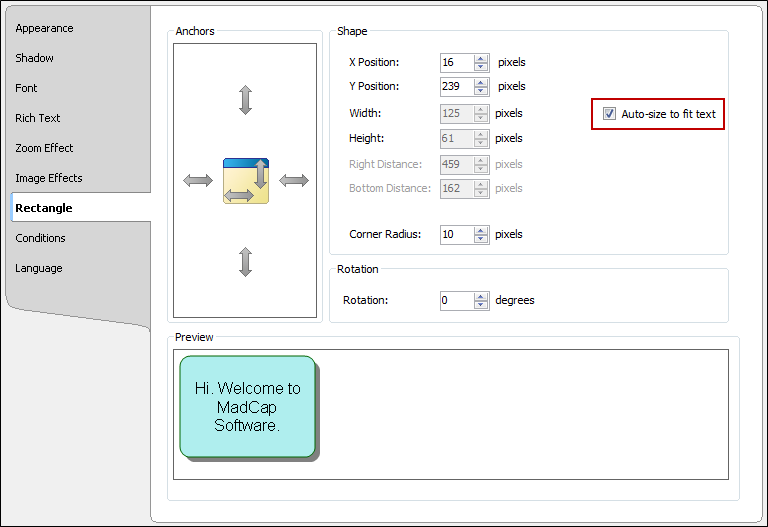 Appearance
Shadow
Font
Rich Text
Zoom Effect
Image Effects
Rectangle
Conditions
Language
Anchors
Shape
X Position: 16 pixels
Y Position: 239 pixels
Width: 125 pixels
Auto-size to fit text
Height: 61 pixels
Right Distance: 459 pixels
Bottom Distance: 162 pixels
Corner Radius: 10 pixels
Rotation
Rotation: 0 degrees
Preview
Hi. Welcome to
MadCap
Software.